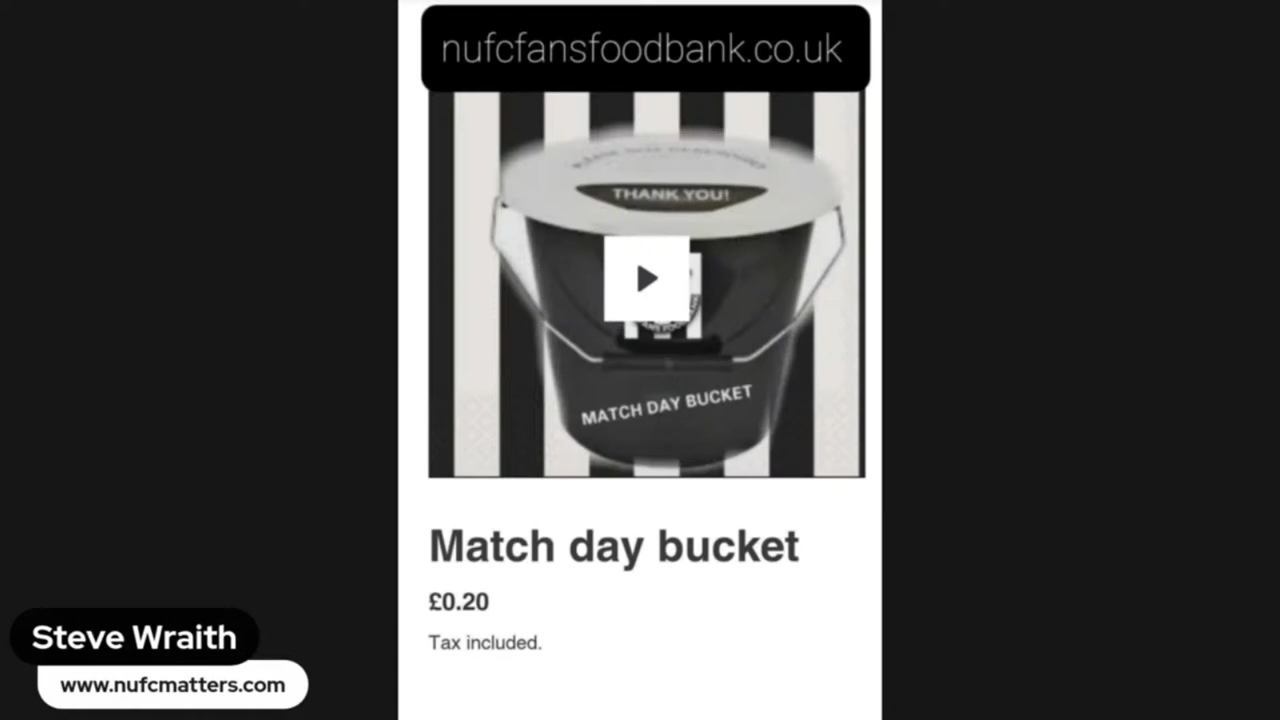 nufcfansfoodbank.co.uk
THANK YOU!
MATCH DAY BUCKET
Match day bucket
£0.20
Tax included.
Steve Wraith
www.nufcmatters.com